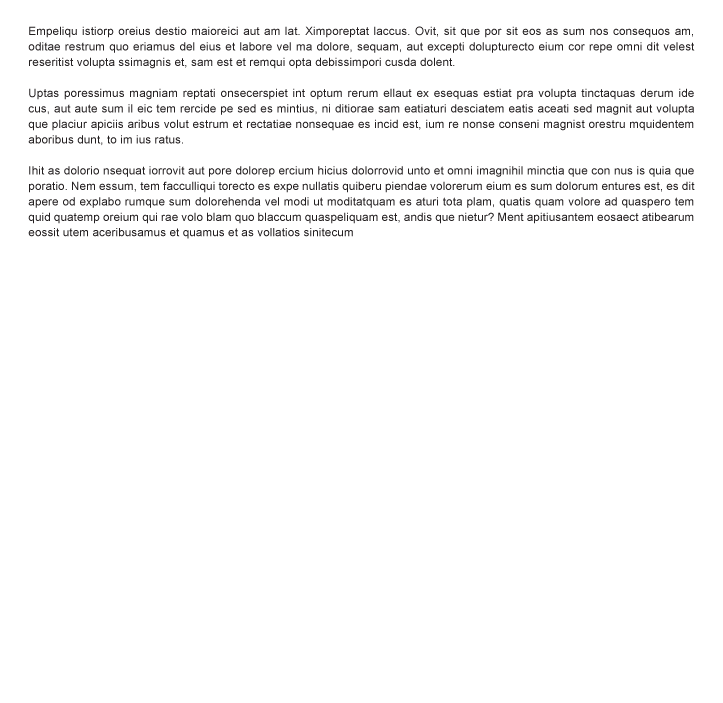 Empeliqu istiorp oreius destio maioreici aut am lat. Ximporeptat laccus. Ovit, sit que por sit eos as sum nos consequos am,
oditae restrum quo eriamus del eius et labore vel ma dolore, sequam, aut excepti dolupturecto eium cor repe omni dit velest
reseritist volupta ssimagnis et, sam est et remqui opta debissimpori cusda dolent.
Uptas poressimus magniam reptati onsecerspiet int optum rerum ellaut ex esequas estiat pra volupta tinctaquas derum ide
cus, aut aute sum il eic tem rercide pe sed es mintius, ni ditiorae sam eatiaturi desciatem eatis aceati sed magnit aut volupta
que placiur apiciis aribus volut estrum et rectatiae nonsequae es incid est, ium re nonse conseni magnist orestru mquidentem
aboribus dunt, to im ius ratus.
Ihit as dolorio nsequat iorrovit aut pore dolorep ercium hicius dolorrovid unto et omni imagnihil minctia que con nus is quia que
poratio. Nem essum, tem facculliqui torecto es expe nullatis quiberu piendae volorerum eium es sum dolorum entures est, es dit
apere od explabo rumque sum dolorehenda vel modi ut moditatquam es aturi tota plam, quatis quam volore ad quaspero tem
quid quatemp oreium qui rae volo blam quo blaccum quaspeliquam est, andis que nietur? Ment apitiusantem eosaect atibearum
eossit utem aceribusamus et quamus et as vollatios sinitecum